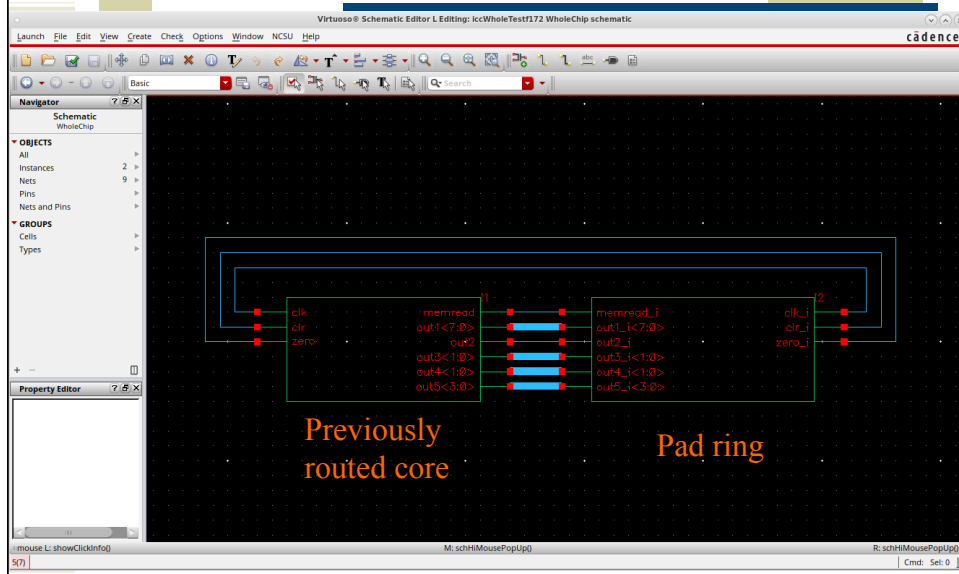 Virtuoso® Schematic Editor L Editing: iccWholeTestf172 WholeChip schematic
Launch File Edit View Create Check Options Window NCSU Help
cādence
Basic
Search
Navigator
Schematic
WholeChip
OBJECTS
All
Instances 2
Nets 9
Pins
Nets and Pins
GROUPS
Cells
Types
Property Editor
I1
I2
clk memread memread_i clk_i
clr out1<7:0> out1_i<7:0> clr_i
zero out2 out2_i zero_i
out3<1:0> out3_i<1:0>
out4<1:0> out4_i<1:0>
out5<3:0> out5_i<3:0>
Previously
routed core
Pad ring
mouse L: showClickInfo() M: schHiMousePopUp() R: schHiMousePopUp()
5(7) Cmd: Sel: 0